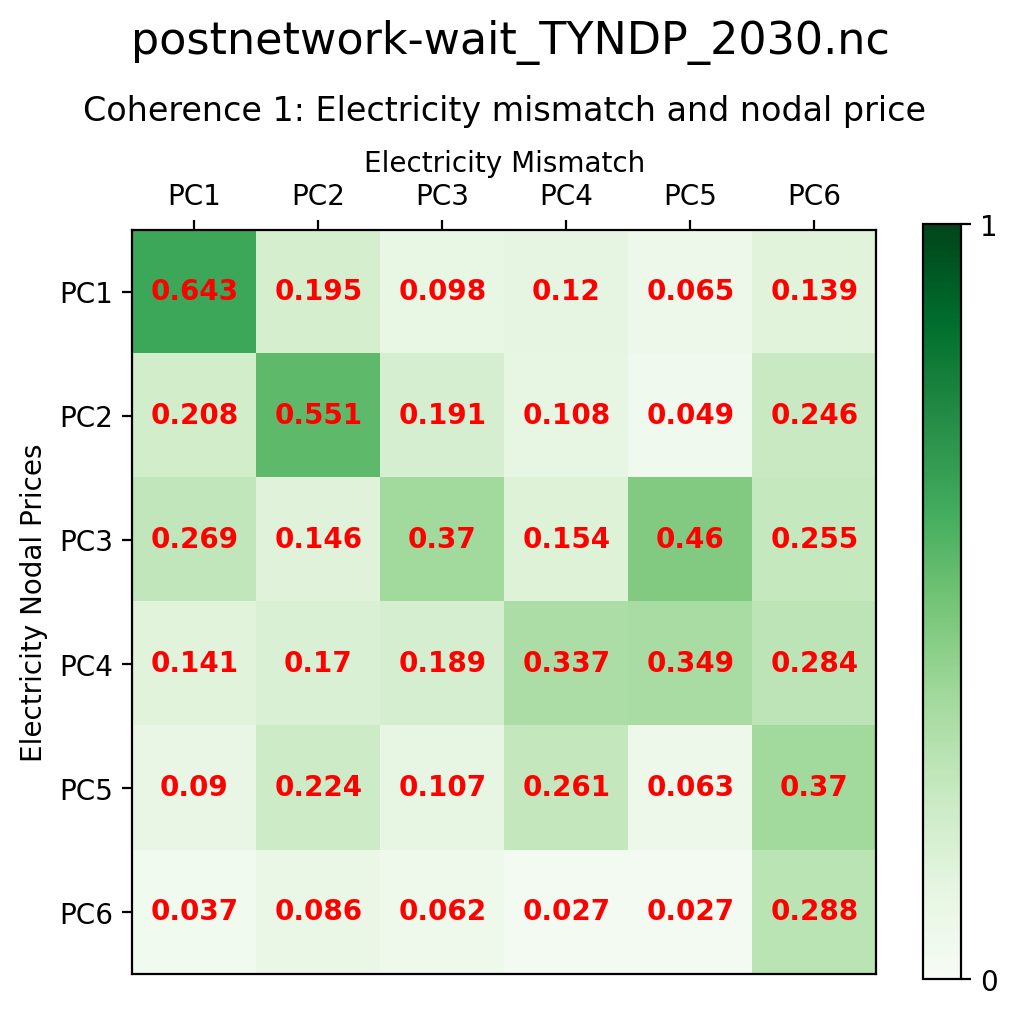 postnetwork-wait_TYNDP_2030.nc
Coherence 1: Electricity mismatch and nodal price
Electricity Mismatch
PC1 PC2 PC3 PC4 PC5 PC6
1
PC1 0.643 0.195 0.098 0.12 0.065 0.139
PC2 0.208 0.551 0.191 0.108 0.049 0.246
PC3 0.269 0.146 0.37 0.154 0.46 0.255
Electricity Nodal Prices
PC4 0.141 0.17 0.189 0.337 0.349 0.284
PC5 0.09 0.224 0.107 0.261 0.063 0.37
PC6 0.037 0.086 0.062 0.027 0.027 0.288
0